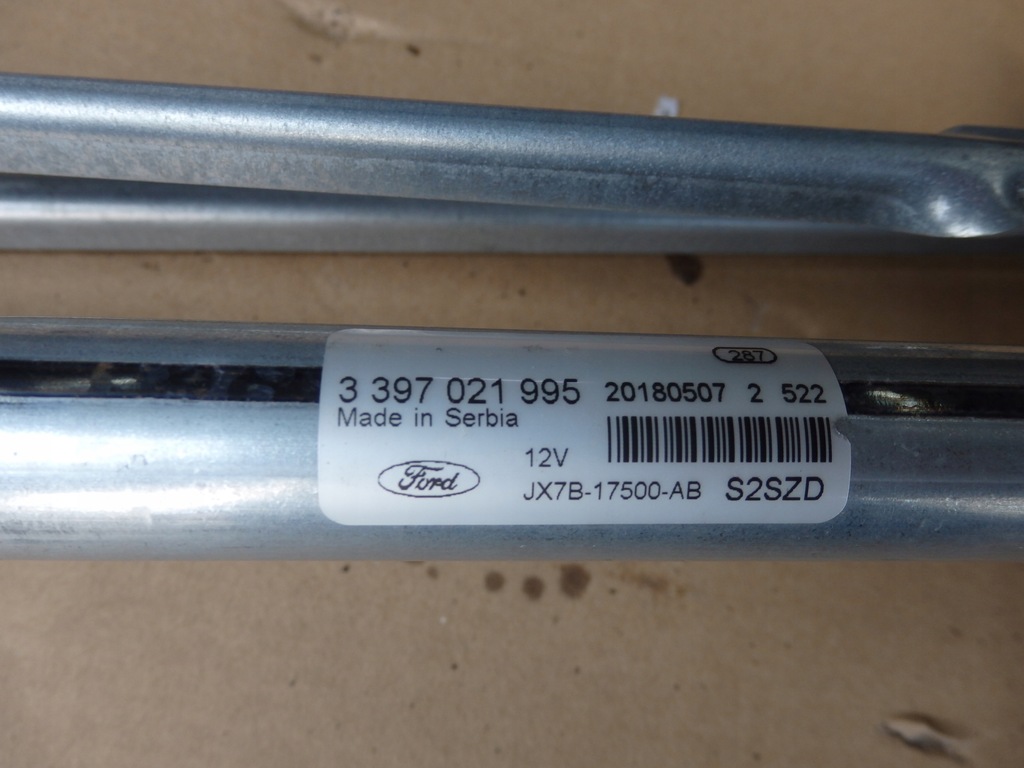 287
3 397 021 995 20180507 2 522
Made in Serbia
12V
Ford
JX7B-17500-AB S2SZD